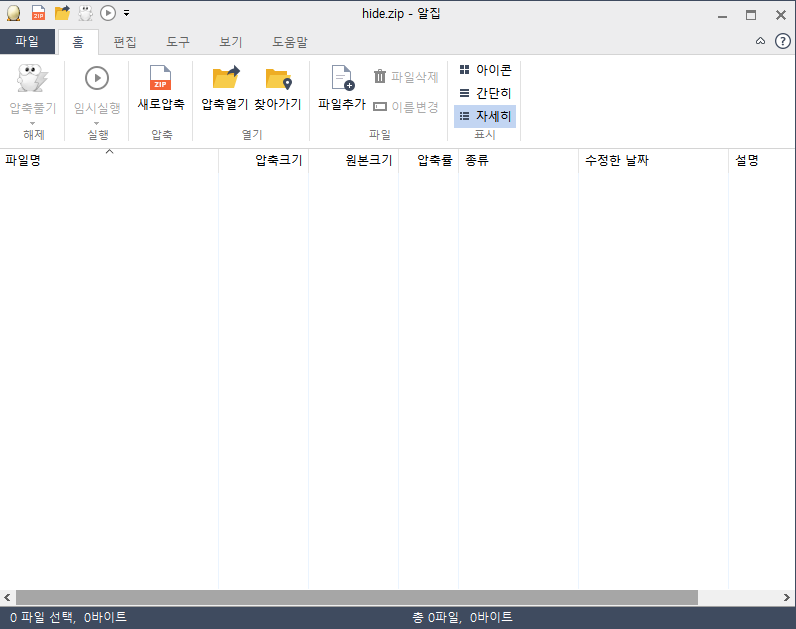 hide.zip - 알집
파일 홈 편집 도구 보기 도움말
압축풀기 임시실행 새로압축 압축열기 찾아가기 파일추가 파일삭제 이름변경 아이콘 간단히 자세히
해제 실행 압축 열기 파일 표시
파일명 압축크기 원본크기 압축률 종류 수정한 날짜 설명
0 파일 선택, 0바이트 총 0파일, 0바이트